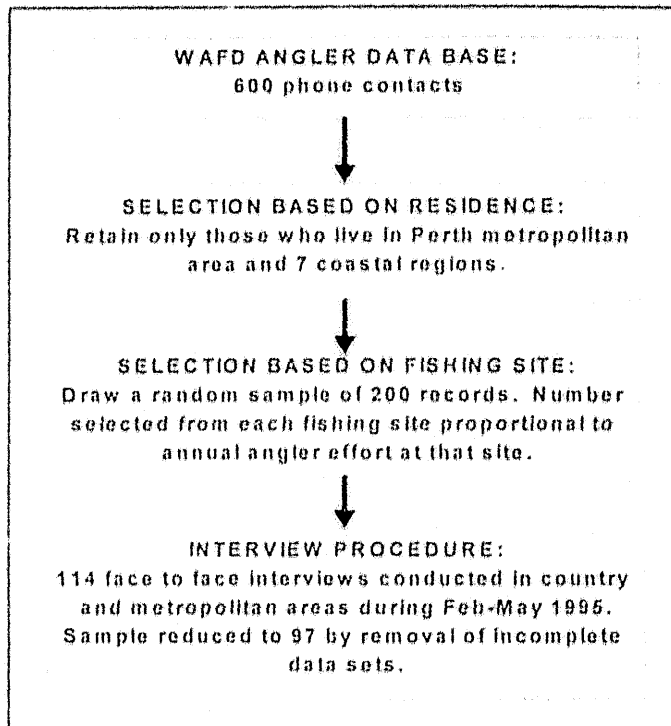 WAFD ANGLER DATA BASE:
600 phone contacts
SELECTION BASED ON RESIDENCE:
Retain only those who live in Perth metropolitan
area and 7 coastal regions.
SELECTION BASED ON FISHING SITE:
Draw a random sample of 200 records. Number
selected from each fishing site proportional to
annual angler effort at that site.
INTERVIEW PROCEDURE:
114 face to face interviews conducted in country
and metropolitan areas during Feb-May 1995.
Sample reduced to 97 by removal of incomplete
data sets.